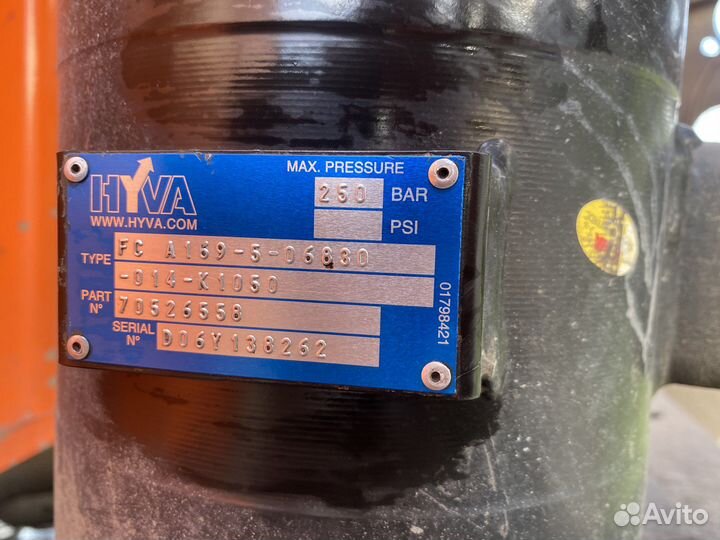 HYVA
WWW.HYVA.COM
MAX. PRESSURE
250 BAR
PSI
TYPE FC A169-5-06830
-014-K1050
PART N° 70526558
SERIAL N° D06Y138262
01798421
Avito